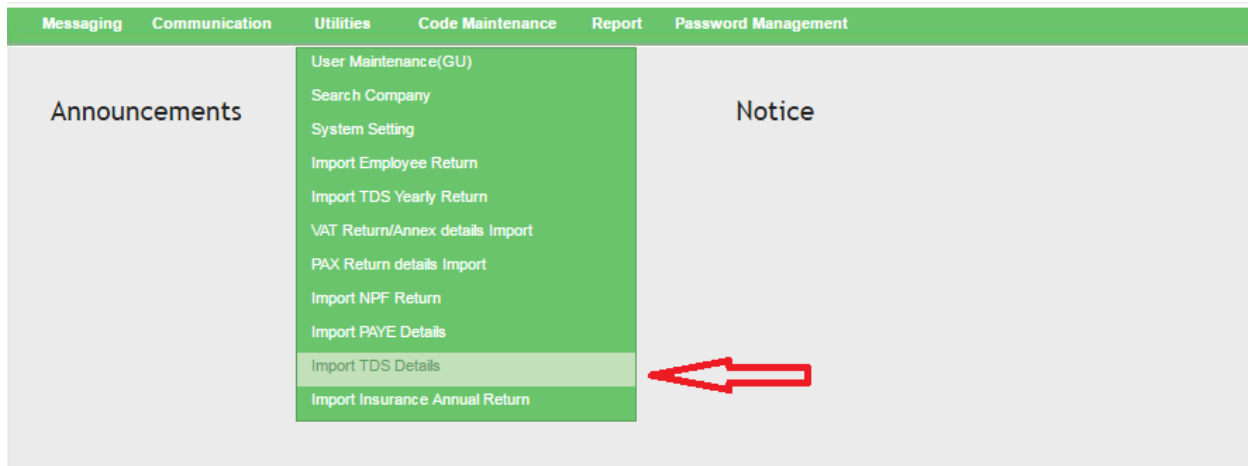 Messaging Communication Utilities Code Maintenance Report Password Management
User Maintenance(GU)
Search Company
System Setting
Import Employee Return
Import TDS Yearly Return
VAT Return/Annex details Import
PAX Return details Import
Import NPF Return
Import PAYE Details
Import TDS Details
Import Insurance Annual Return
Announcements
Notice